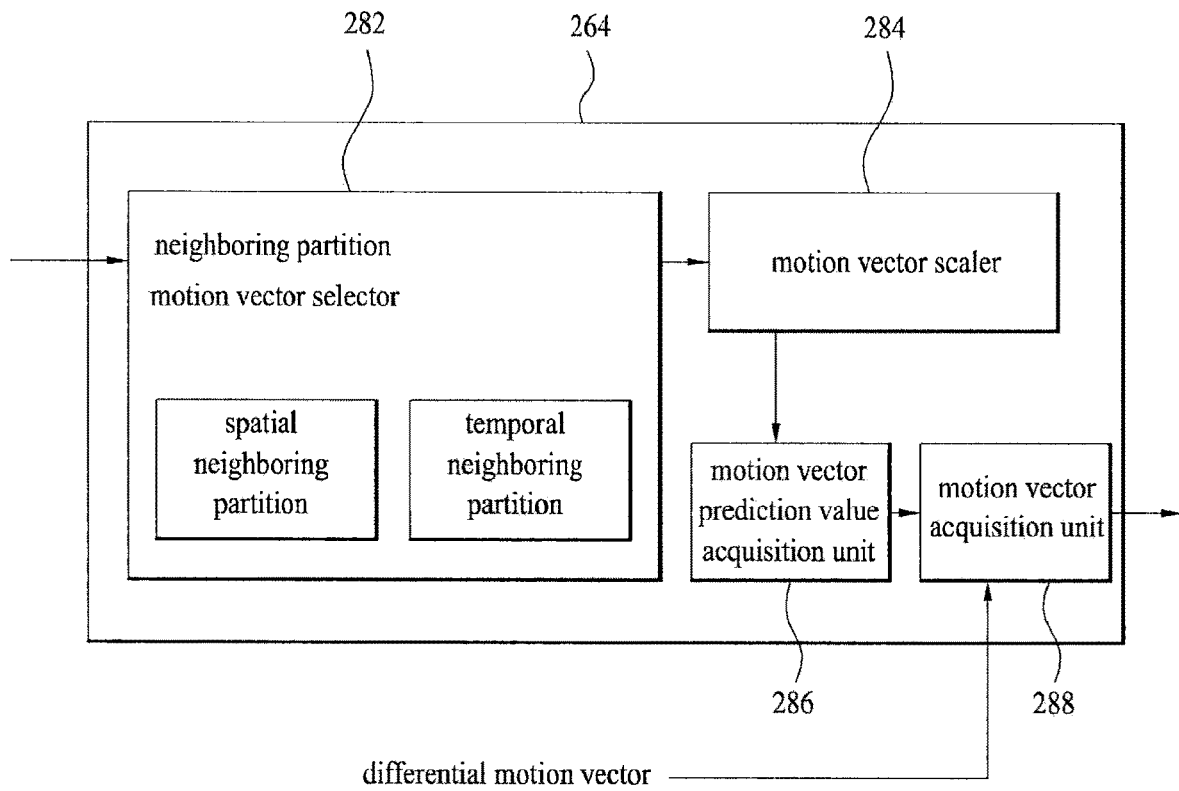 282
264
284
neighboring partition
motion vector selector
motion vector scaler
spatial
neighboring
partition
temporal
neighboring
partition
motion vector
prediction value
acquisition unit
motion vector
acquisition unit
286
288
differential motion vector